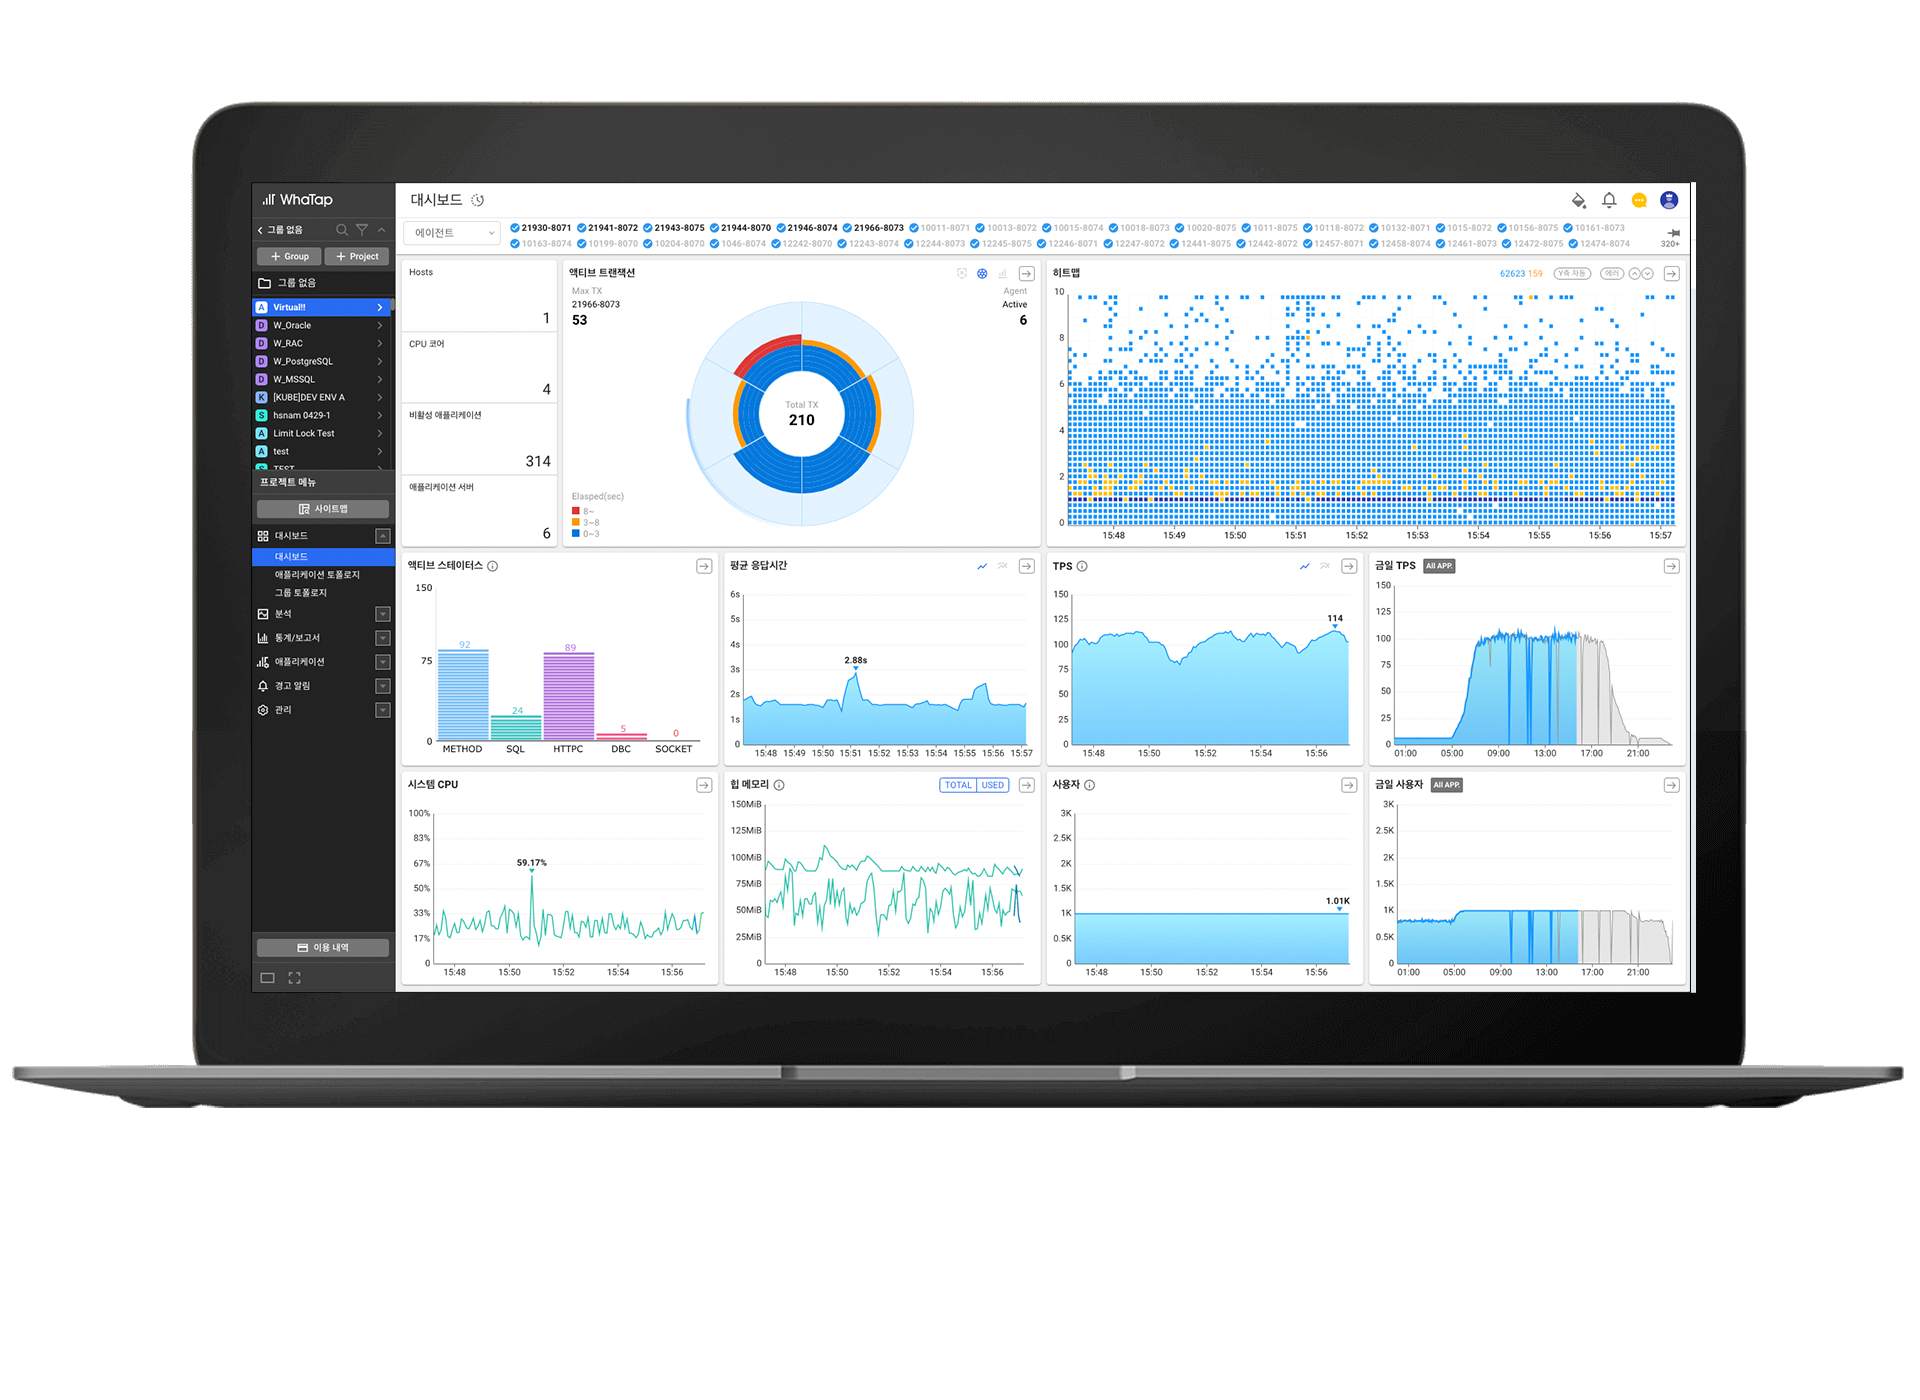 WhaTap
그룹 없음
+ Group
+ Project
그룹 없음
A Virtual!!
D W_Oracle
D W_RAC
D W_PostgreSQL
D W_MSSQL
K [KUBE]DEV ENV A
S hsnam 0429-1
A Limit Lock Test
A test
S TEST
프로젝트 메뉴
사이트맵
대시보드
대시보드
애플리케이션 토폴로지
그룹 토폴로지
분석
통계/보고서
애플리케이션
경고 알림
관리
이용 내역
대시보드
에이전트
21930-8071 21941-8072 21943-8075 21944-8070 21946-8074 21966-8073 10011-8071 10013-8072 10015-8074 10018-8073 10020-8075 1011-8075 10118-8072 10132-8071 1015-8072 10156-8075 10161-8073
10163-8074 10199-8070 10204-8070 1046-8074 12242-8070 12243-8074 12244-8073 12245-8075 12246-8071 12247-8072 12441-8075 12442-8072 12457-8071 12458-8074 12461-8073 12472-8075 12474-8074
320+
Hosts
1
CPU 코어
4
비활성 애플리케이션
314
애플리케이션 서버
6
액티브 트랜잭션
Max TX
21966-8073
53
Agent
Active
6
Total TX
210
Elasped(sec)
8~
3~8
0~3
히트맵
62623 159 Y축 자동 에러
10
8
6
4
2
0
15:48 15:49 15:50 15:51 15:52 15:53 15:54 15:55 15:56 15:57
액티브 스테이터스
150
75
0
92
24
89
5
0
METHOD SQL HTTPC DBC SOCKET
평균 응답시간
6s
5s
4s
3s
2s
1s
0
2.88s
15:48 15:49 15:50 15:51 15:52 15:53 15:54 15:55 15:56 15:57
TPS
150
125
100
75
50
25
0
114
15:48 15:50 15:52 15:54 15:56
금일 TPS All APP.
150
125
100
75
50
25
0
01:00 05:00 09:00 13:00 17:00 21:00
시스템 CPU
100%
83%
67%
50%
33%
17%
0
59.17%
15:48 15:50 15:52 15:54 15:56
힙 메모리
TOTAL USED
150MiB
125MiB
100MiB
75MiB
50MiB
25MiB
0
15:48 15:50 15:52 15:54 15:56
사용자
3K
2.5K
2K
1.5K
1K
0.5K
0
1.01K
15:48 15:50 15:52 15:54 15:56
금일 사용자 All APP.
3K
2.5K
2K
1.5K
1K
0.5K
0
01:00 05:00 09:00 13:00 17:00 21:00